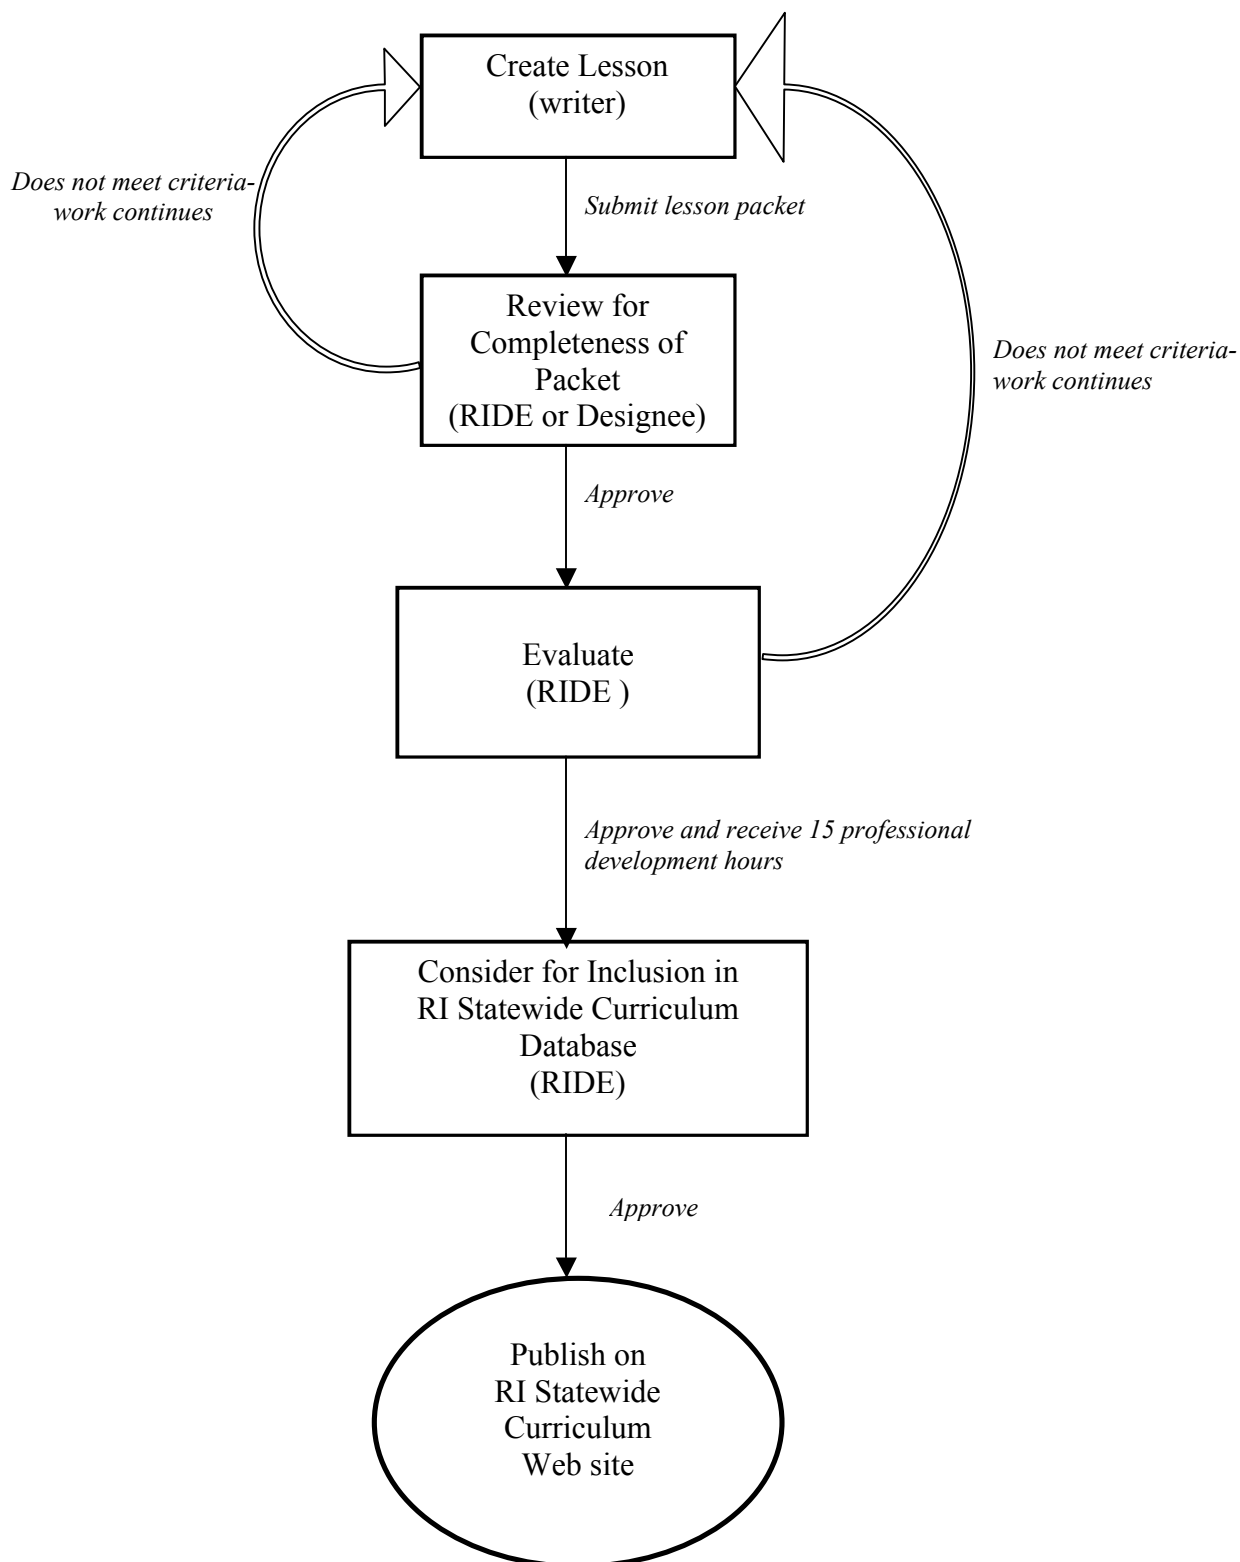 Create Lesson
(writer)
Does not meet criteria-
work continues
Submit lesson packet
Review for
Completeness of
Packet
(RIDE or Designee)
Does not meet criteria-
work continues
Approve
Evaluate
(RIDE )
Approve and receive 15 professional
development hours
Consider for Inclusion in
RI Statewide Curriculum
Database
(RIDE)
Approve
Publish on
RI Statewide
Curriculum
Web site